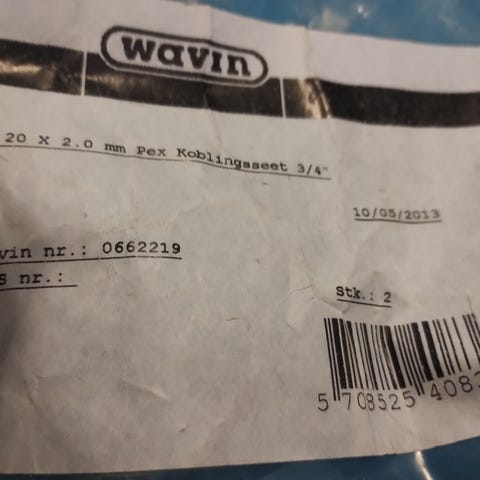 wavin
20 X 2.0 mm Pex Koblingsseet 3/4"
10/05/2013
vin nr.: 0662219
S nr.:
Stk.: 2
5 708525 408